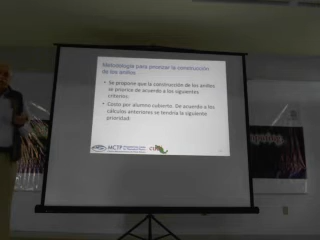 Metodología para priorizar la construcción
de los anillos
• Se propone que la construcción de los anillos
se priorice de acuerdo a los siguientes
criterios:
• Costo por alumno cubierto. De acuerdo a los
cálculos anteriores se tendría la siguiente
prioridad:
MCTP